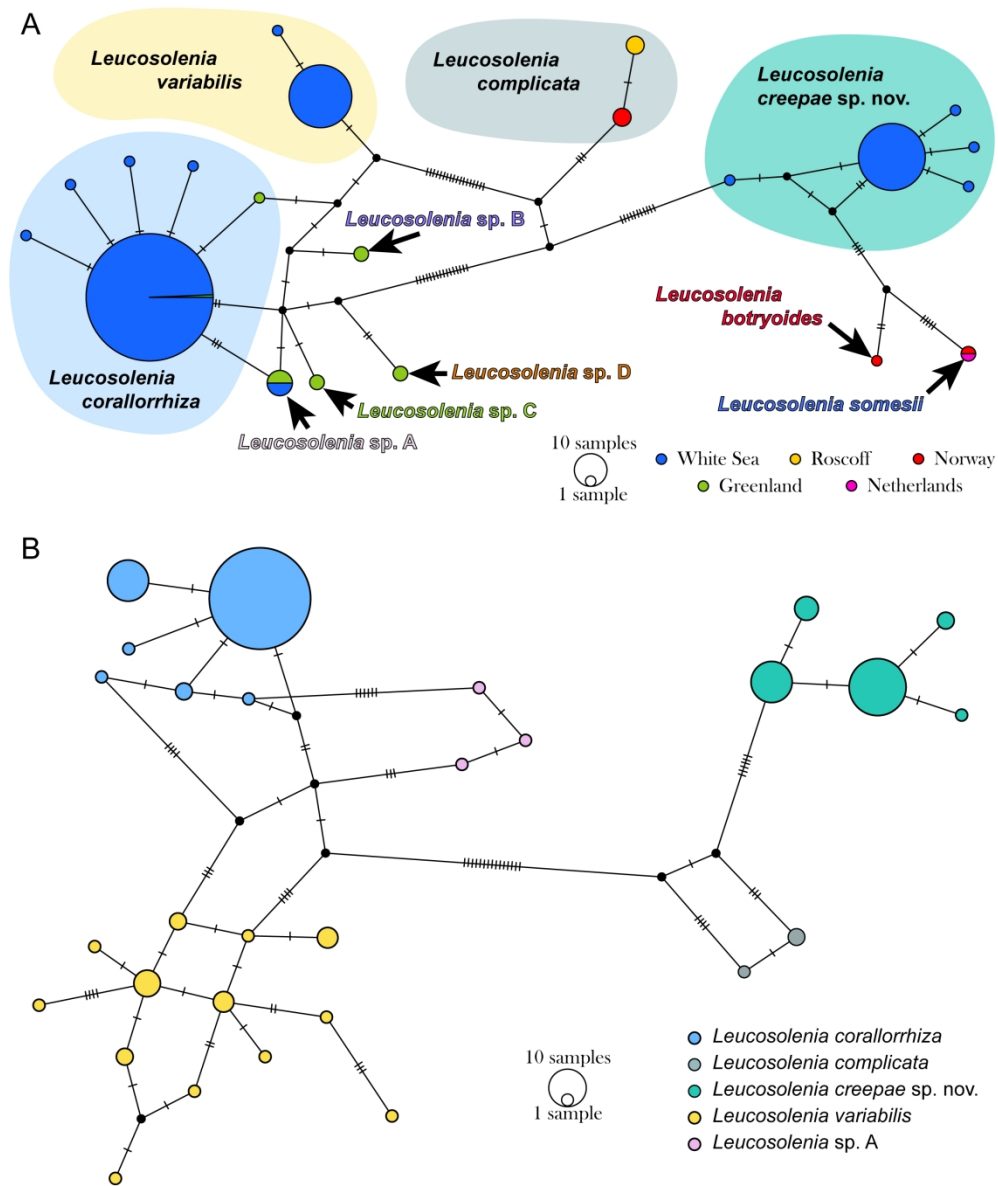 A
Leucosolenia
variabilis
Leucosolenia
complicata
Leucosolenia
creepae sp. nov.
Leucosolenia sp. B
Leucosolenia
botryoides
Leucosolenia sp. D
Leucosolenia
corallorrhiza
Leucosolenia sp. C
Leucosolenia somesii
Leucosolenia sp. A
10 samples
1 sample
White Sea
Roscoff
Norway
Greenland
Netherlands
B
10 samples
1 sample
Leucosolenia corallorrhiza
Leucosolenia complicata
Leucosolenia creepae sp. nov.
Leucosolenia variabilis
Leucosolenia sp. A